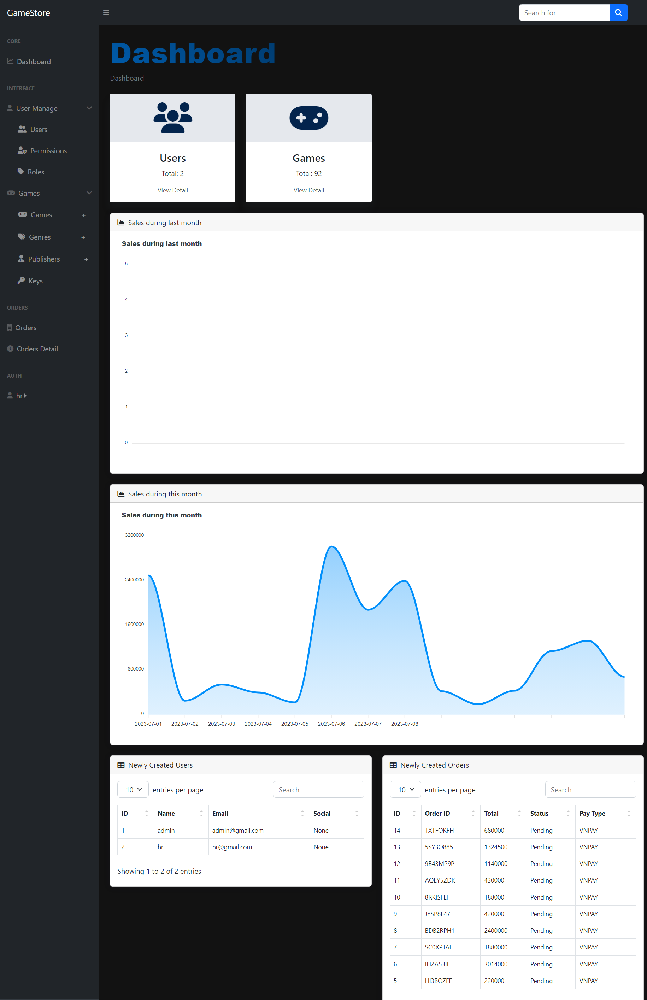 GameStore
Search for...
CORE
Dashboard
INTERFACE
User Manage
Users
Permissions
Roles
Games
Games +
Genres +
Publishers +
Keys
ORDERS
Orders
Orders Detail
AUTH
hr
Dashboard
Dashboard
Users
Total: 2
View Detail
Games
Total: 92
View Detail
Sales during last month
Sales during last month
5
4
3
2
1
0
Sales during this month
Sales during this month
3200000
2400000
1600000
800000
0
2023-07-01 2023-07-02 2023-07-03 2023-07-04 2023-07-05 2023-07-06 2023-07-07 2023-07-08
Newly Created Users
10 entries per page Search...
ID Name Email Social
1 admin admin@gmail.com None
2 hr hr@gmail.com None
Showing 1 to 2 of 2 entries
Newly Created Orders
10 entries per page Search...
ID Order ID Total Status Pay Type
14 TXTFOKFH 680000 Pending VNPAY
13 5SY3O885 1324500 Pending VNPAY
12 9B43MP9P 1140000 Pending VNPAY
11 AQEY5ZDK 430000 Pending VNPAY
10 8RKISFLF 188000 Pending VNPAY
9 JYSP8L47 420000 Pending VNPAY
8 BDB2RPH1 2400000 Pending VNPAY
7 SC0XPTAE 1880000 Pending VNPAY
6 IHZA53II 3014000 Pending VNPAY
5 HI3BOZFE 220000 Pending VNPAY